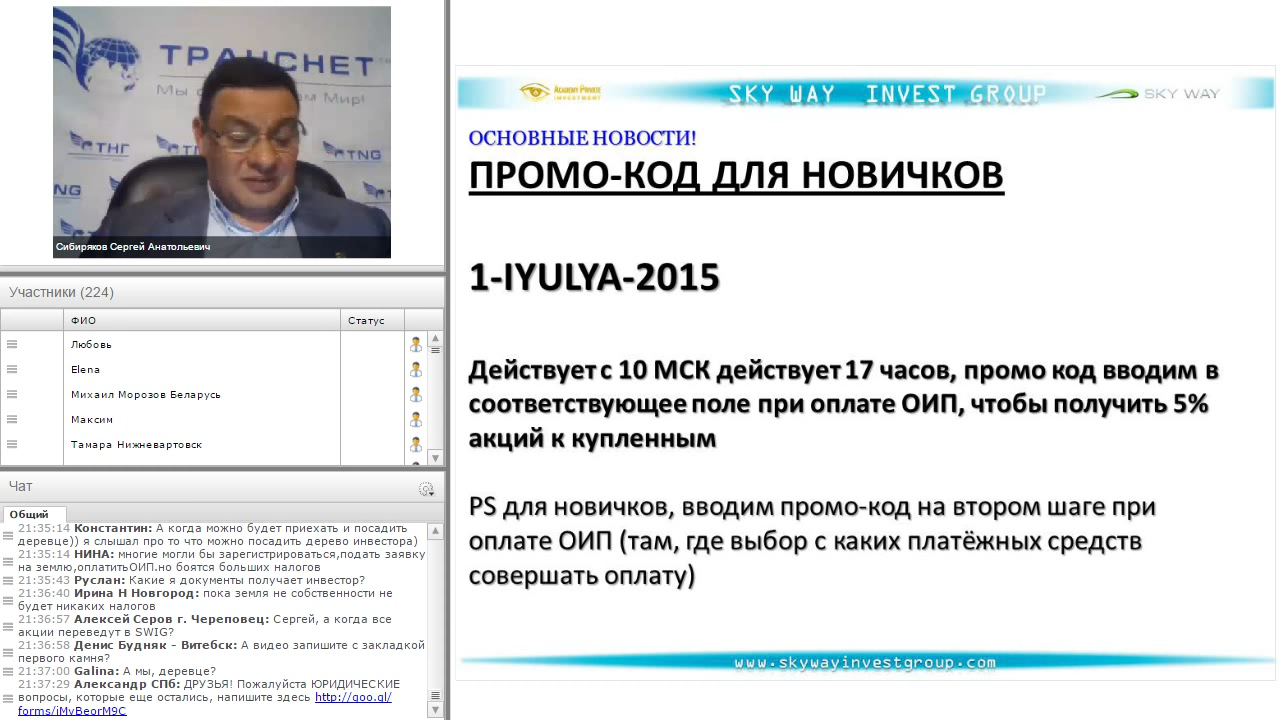 ТРАНСНЕТ
ТНГ
TNG
TNG
Сибиряков Сергей Анатольевич
Участники (224)
ФИО
Статус
Любовь
Elena
Михаил Морозов Беларусь
Максим
Тамара Нижневартовск
Чат
Общий
21:35:14 Константин: А когда можно будет приехать и посадить
деревце)) я слышал про то что можно посадить дерево инвестора)
21:35:14 НИНА: многие могли бы зарегистрироваться,подать заявку
на землю,оплатитьОИП.но боятся больших налогов
21:35:43 Руслан: Какие я документы получает инвестор?
21:36:40 Ирина Н Новгород: пока земля не собственности не
будет никаких налогов
21:36:57 Алексей Серов г. Череповец: Сергей, а когда все
акции переведут в SWIG?
21:36:58 Денис Будняк - Витебск: А видео запишите с закладкой
первого камня?
21:37:00 Galina: А мы, деревце?
21:37:29 Александр СПб: ДРУЗЬЯ! Пожалуйста ЮРИДИЧЕСКИЕ
вопросы, которые еще остались, напишите здесь http://goo.gl/
forms/iMvBeorM9C
ACADEMY PRIVATE
INVESTMENT
SKY WAY INVEST GROUP
SKY WAY
ОСНОВНЫЕ НОВОСТИ!
ПРОМО-КОД ДЛЯ НОВИЧКОВ
1-IYULYA-2015
Действует с 10 МСК действует 17 часов, промо код вводим в
соответствующее поле при оплате ОИП, чтобы получить 5%
акций к купленным
PS для новичков, вводим промо-код на втором шаге при
оплате ОИП (там, где выбор с каких платёжных средств
совершать оплату)
www.skywayinvestgroup.com